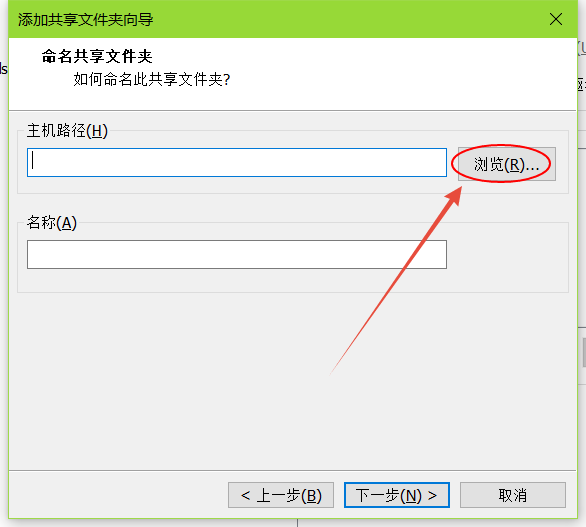 添加共享文件夹向导
命名共享文件夹
如何命名此共享文件夹?
主机路径(H)
浏览(R)...
名称(A)
< 上一步(B)
下一步(N) >
取消